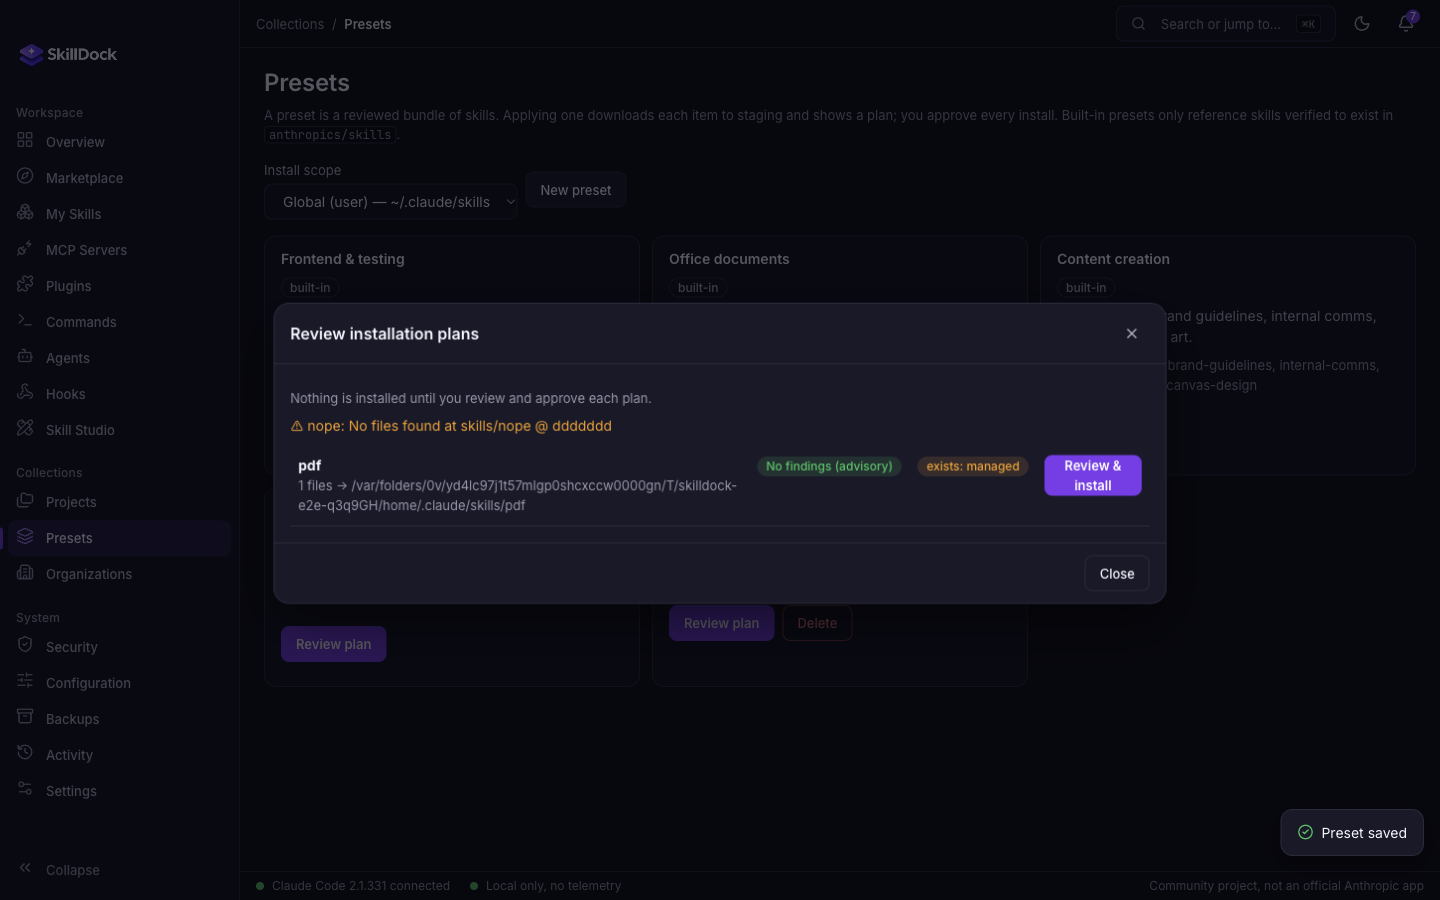 SkillDock
Collections / Presets
Search or jump to...
⌘K
7
Workspace
Overview
Marketplace
My Skills
MCP Servers
Plugins
Commands
Agents
Hooks
Skill Studio
Collections
Projects
Presets
Organizations
System
Security
Configuration
Backups
Activity
Settings
Collapse
Presets
A preset is a reviewed bundle of skills. Applying one downloads each item to staging and shows a plan; you approve every install. Built-in presets only reference skills verified to exist in
anthropics/skills.
Install scope
Global (user) — ~/.claude/skills
New preset
Frontend & testing
built-in
Office documents
built-in
Content creation
built-in
and guidelines, internal comms,
art.
brand-guidelines, internal-comms,
canvas-design
Review installation plans
Nothing is installed until you review and approve each plan.
nope: No files found at skills/nope @ ddddddd
pdf
1 files → /var/folders/0v/yd4lc97j1t57mlgp0shcxccw0000gn/T/skilldock-
e2e-q3q9GH/home/.claude/skills/pdf
No findings (advisory)
exists: managed
Review &
install
Close
Review plan
Review plan
Delete
Preset saved
Claude Code 2.1.331 connected
Local only, no telemetry
Community project, not an official Anthropic app